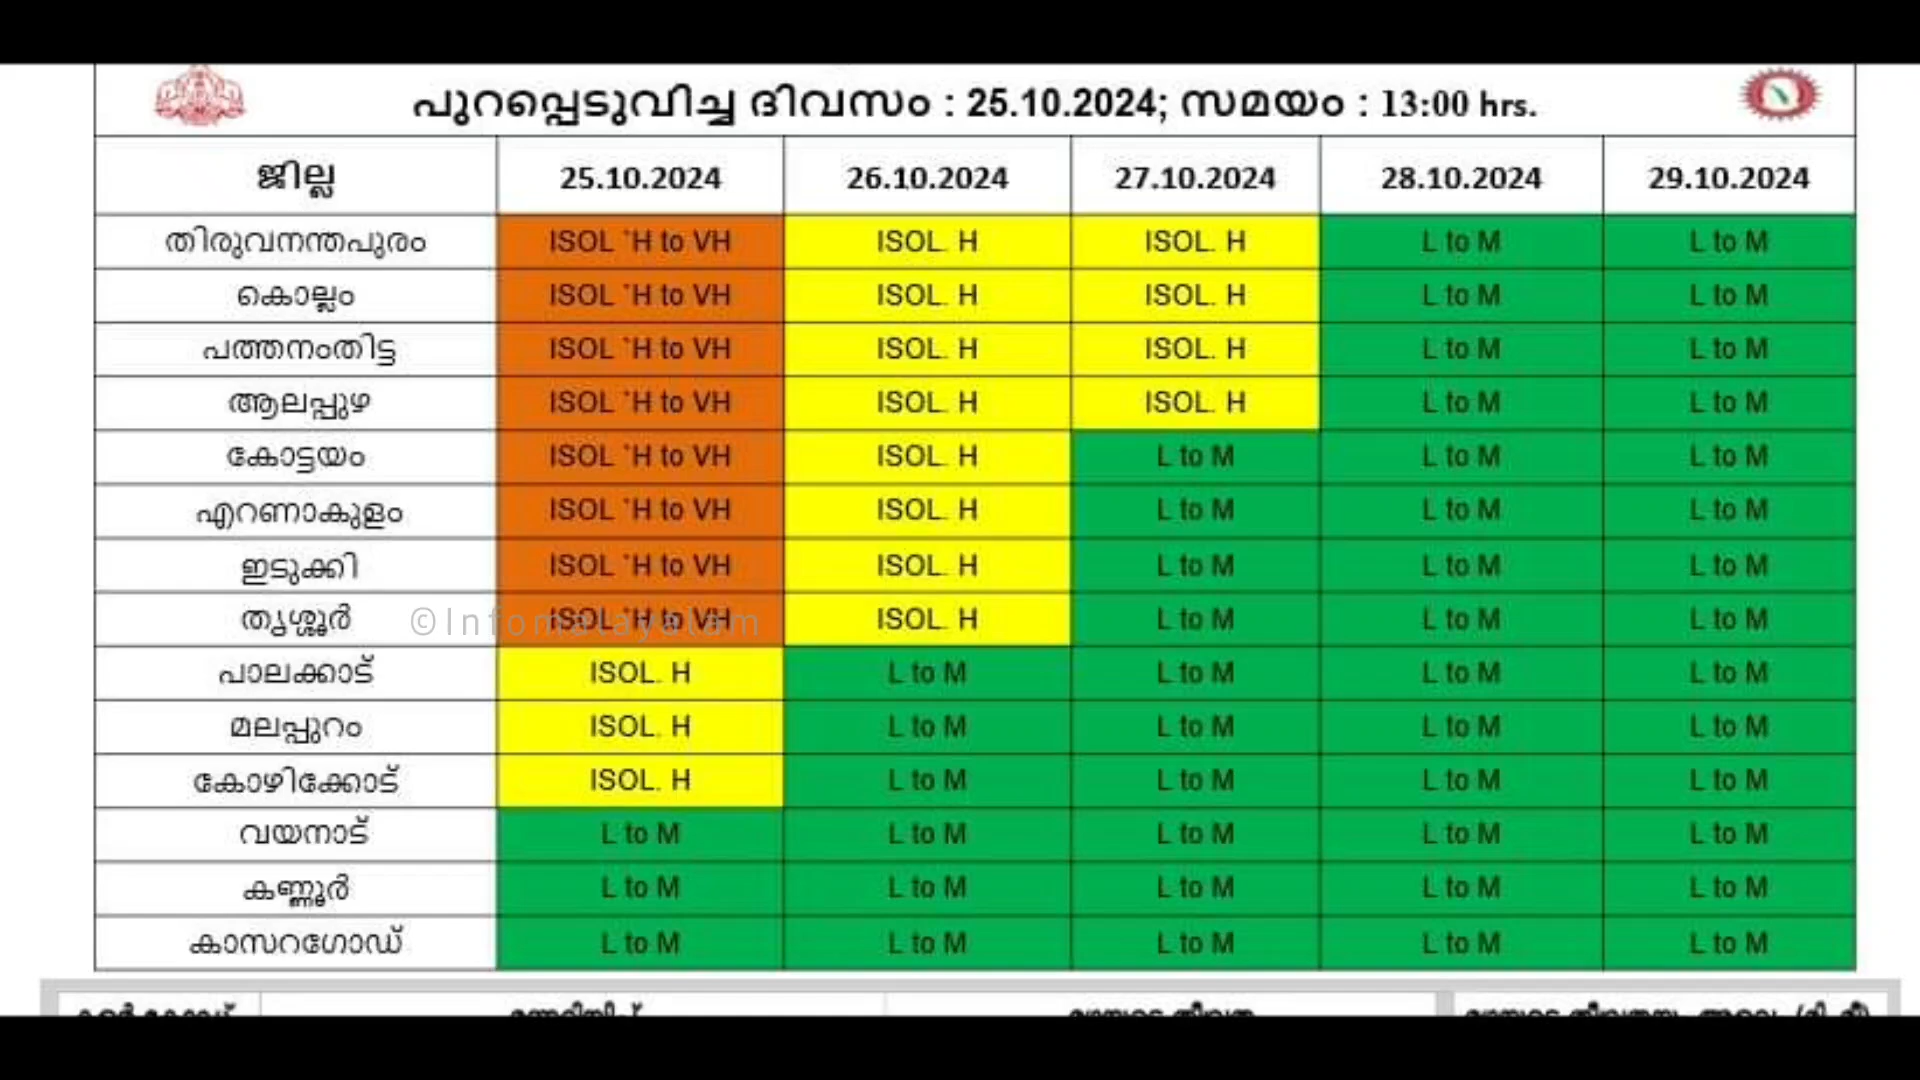 പുറപ്പെടുവിച്ച ദിവസം : 25.10.2024; സമയം : 13:00 hrs.
ജില്ല 25.10.2024 26.10.2024 27.10.2024 28.10.2024 29.10.2024
തിരുവനന്തപുരം ISOL `H to VH ISOL. H ISOL. H L to M L to M
കൊല്ലം ISOL `H to VH ISOL. H ISOL. H L to M L to M
പത്തനംതിട്ട ISOL `H to VH ISOL. H ISOL. H L to M L to M
ആലപ്പുഴ ISOL `H to VH ISOL. H ISOL. H L to M L to M
കോട്ടയം ISOL `H to VH ISOL. H L to M L to M L to M
എറണാകുളം ISOL `H to VH ISOL. H L to M L to M L to M
ഇടുക്കി ISOL `H to VH ISOL. H L to M L to M L to M
തൃശ്ശൂർ ISOL `H to VH ISOL. H L to M L to M L to M
©Infomalayalam
പാലക്കാട് ISOL. H L to M L to M L to M L to M
മലപ്പുറം ISOL. H L to M L to M L to M L to M
കോഴിക്കോട് ISOL. H L to M L to M L to M L to M
വയനാട് L to M L to M L to M L to M L to M
കണ്ണൂർ L to M L to M L to M L to M L to M
കാസറഗോഡ് L to M L to M L to M L to M L to M